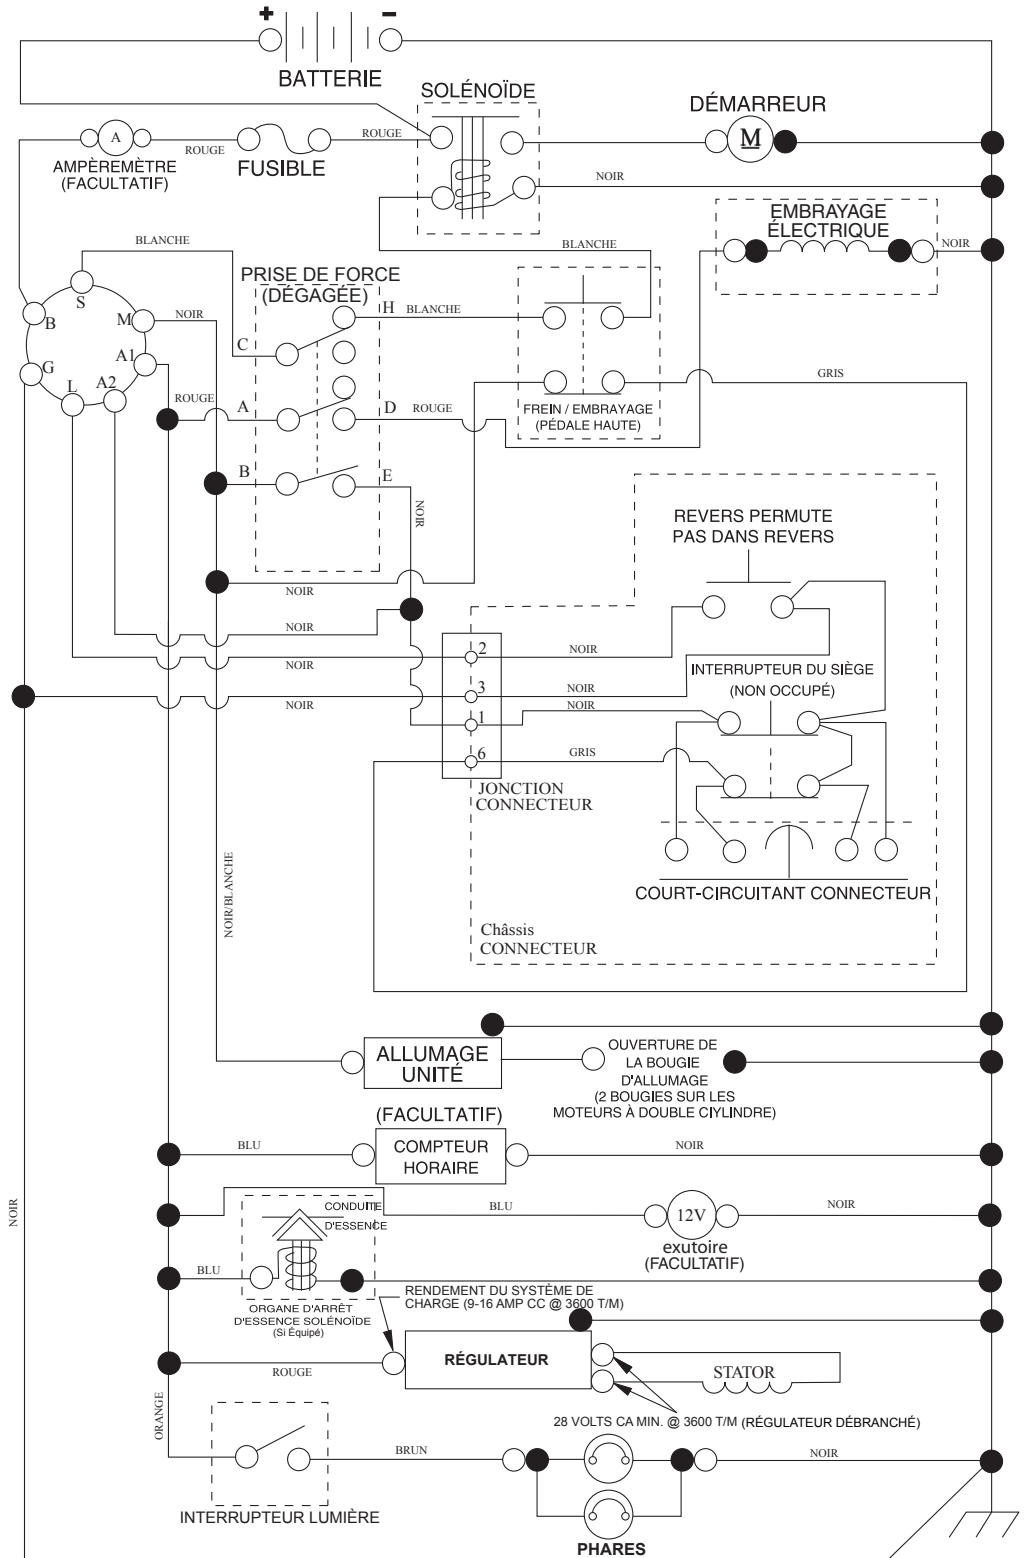 + –
BATTERIE
SOLÉNOÏDE
DÉMARREUR
A
ROUGE
ROUGE
M
AMPÈREMÈTRE
(FACULTATIF)
FUSIBLE
NOIR
EMBRAYAGE
ÉLECTRIQUE
NOIR
BLANCHE
BLANCHE
PRISE DE FORCE
(DÉGAGÉE)
S
B
M
NOIR
H
BLANCHE
C
G
A1
L
A2
ROUGE
A
D
ROUGE
GRIS
FREIN / EMBRAYAGE
(PÉDALE HAUTE)
B
E
NOIR
REVERS PERMUTE
PAS DANS REVERS
NOIR
NOIR
2
NOIR
NOIR
INTERRUPTEUR DU SIÈGE
(NON OCCUPÉ)
3
NOIR
NOIR
NOIR
1
6
GRIS
JONCTION
CONNECTEUR
NOIR/BLANCHE
COURT-CIRCUITANT CONNECTEUR
Châssis
CONNECTEUR
ALLUMAGE
UNITÉ
OUVERTURE DE
LA BOUGIE
D'ALLUMAGE
(2 BOUGIES SUR LES
MOTEURS À DOUBLE CIYLINDRE)
(FACULTATIF)
COMPTEUR
HORAIRE
BLU
NOIR
NOIR
CONDUITE
D'ESSENCE
BLU
12V
NOIR
exutoire
(FACULTATIF)
BLU
ORGANE D'ARRÊT
D'ESSENCE SOLÉNOÏDE
(Si Équipé)
RENDEMENT DU SYSTÈME DE
CHARGE (9-16 AMP CC @ 3600 T/M)
RÉGULATEUR
ROUGE
STATOR
28 VOLTS CA MIN. @ 3600 T/M (RÉGULATEUR DÉBRANCHÉ)
ORANGE
BRUN
NOIR
INTERRUPTEUR LUMIÈRE
PHARES